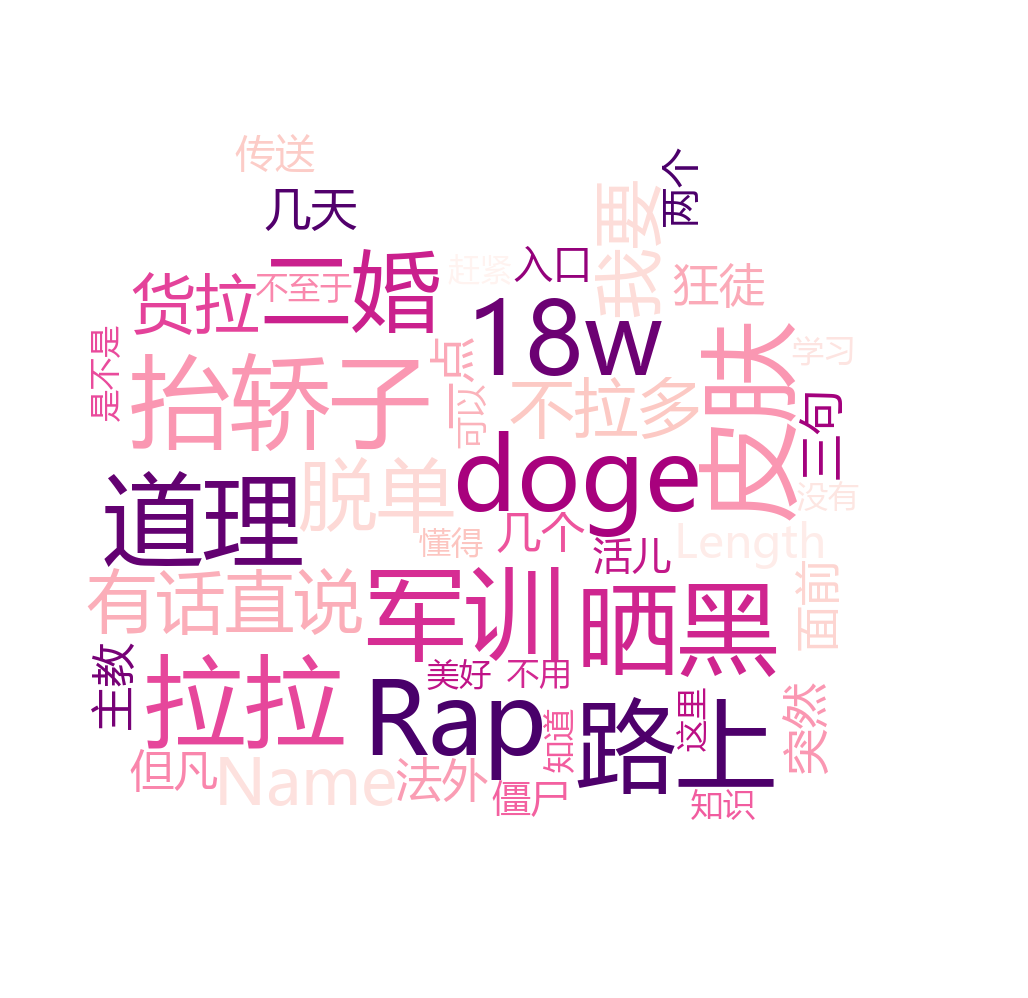 传送
几天
两个
我要
二婚
赶紧
入口
狂徒
货拉
不至于
18w
是不是
抬轿子
一点
可以
不拉多
皮肤
学习
三句
道理
脱单
doge
没有
懂得
几个
活儿
Length
有话直说
军训
晒黑
面前
主教
拉拉
美好
不用
Rap
路上
这里
突然
知道
但凡
Name
法外
僵尸
知识